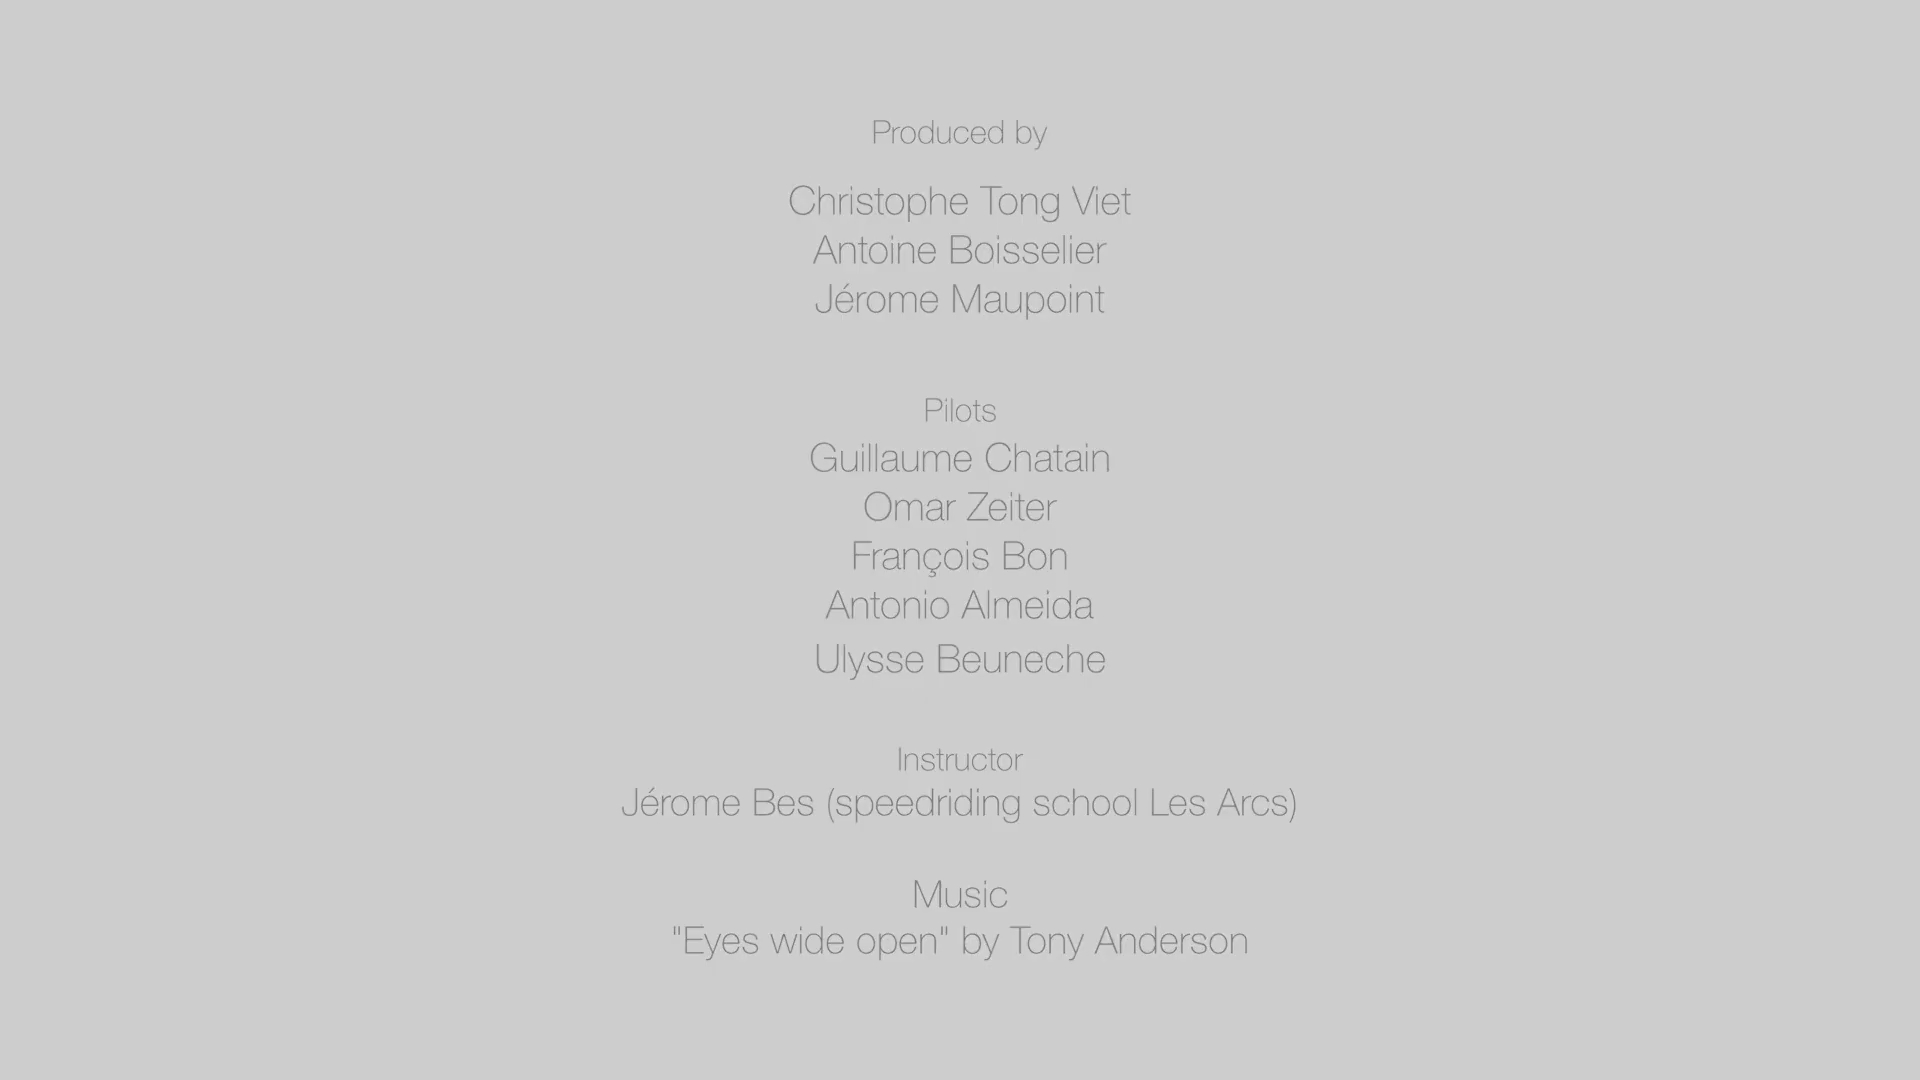 Produced by
Christophe Tong Viet
Antoine Boisselier
Jérome Maupoint
Pilots
Guillaume Chatain
Omar Zeiter
François Bon
Antonio Almeida
Ulysse Beuneche
Instructor
Jérome Bes (speedriding school Les Arcs)
Music
"Eyes wide open" by Tony Anderson